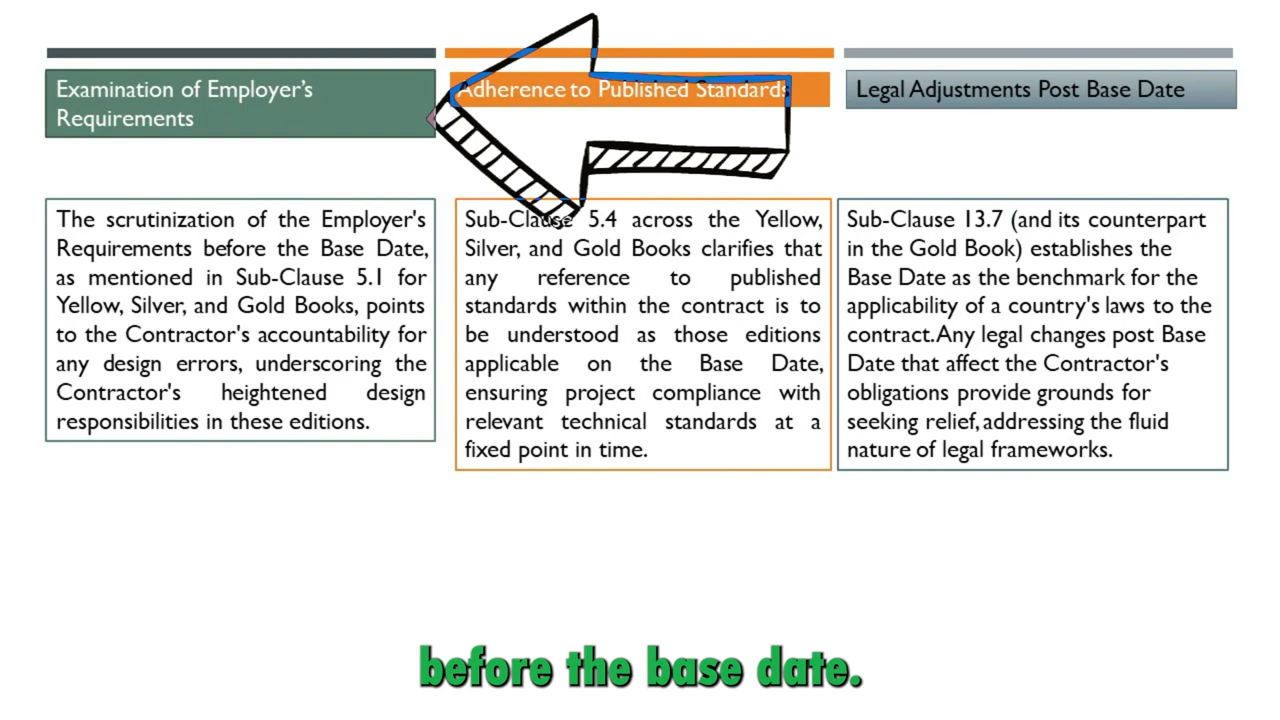 Examination of Employer's
Requirements
The scrutinization of the Employer's
Requirements before the Base Date,
as mentioned in Sub-Clause 5.1 for
Yellow, Silver, and Gold Books, points
to the Contractor's accountability for
any design errors, underscoring the
Contractor's heightened design
responsibilities in these editions.
Adherence to Published Standards
Sub-Clause 5.4 across the Yellow,
Silver, and Gold Books clarifies that
any reference to published
standards within the contract is to
be understood as those editions
applicable on the Base Date,
ensuring project compliance with
relevant technical standards at a
fixed point in time.
Legal Adjustments Post Base Date
Sub-Clause 13.7 (and its counterpart
in the Gold Book) establishes the
Base Date as the benchmark for the
applicability of a country's laws to the
contract. Any legal changes post Base
Date that affect the Contractor's
obligations provide grounds for
seeking relief, addressing the fluid
nature of legal frameworks.
before the base date.